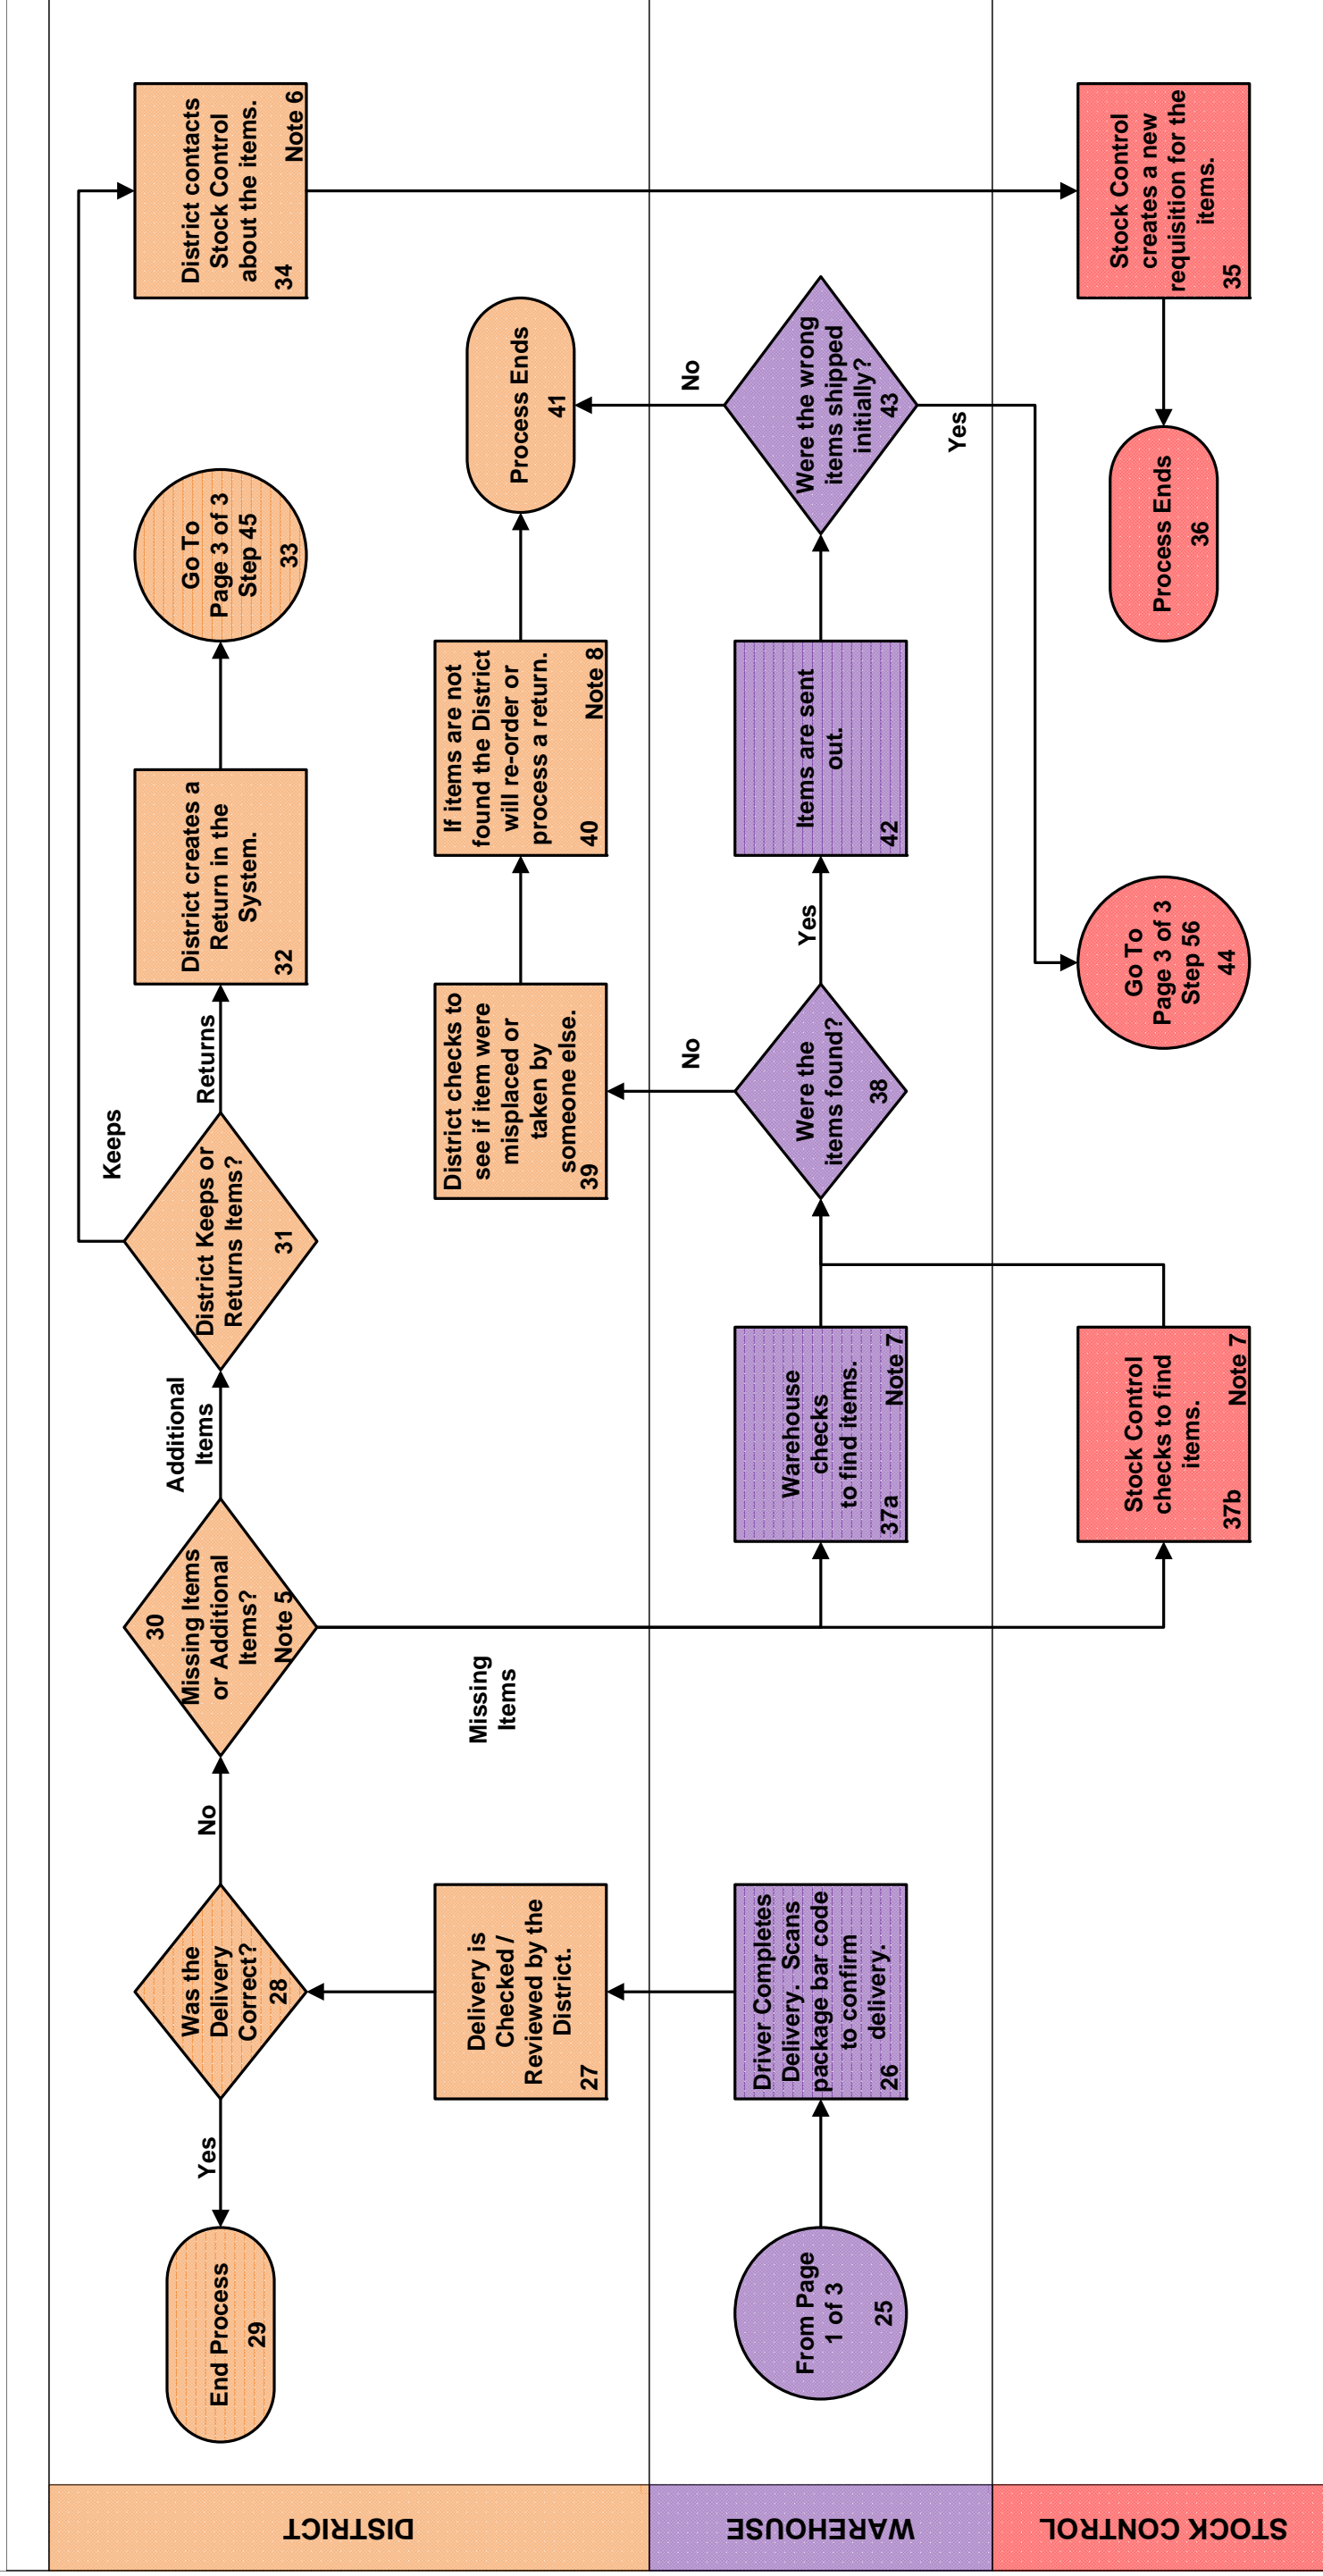 DISTRICT
End Process
29
Yes
Was the
Delivery
Correct?
28
No
30
Missing Items
or Additional
Items?
Note 5
Additional
Items
District Keeps or
Returns Items?
31
Keeps
Returns
District creates a
Return in the
System.
32
Go To
Page 3 of 3
Step 45
33
District contacts
Stock Control
about the items.
34
Note 6
Delivery is
Checked /
Reviewed by the
District.
27
Missing
Items
District checks to
see if item were
misplaced or
taken by
someone else.
39
If items are not
found the District
will re-order or
process a return.
40
Note 8
Process Ends
41
WAREHOUSE
From Page
1 of 3
25
Driver Completes
Delivery. Scans
package bar code
to confirm
delivery.
26
Warehouse
checks
to find items.
37a
Note 7
Were the
items found?
38
No
Yes
Items are sent
out.
42
Were the wrong
items shipped
initially?
43
No
Yes
STOCK CONTROL
Stock Control
checks to find
items.
37b
Note 7
Go To
Page 3 of 3
Step 56
44
Process Ends
36
Stock Control
creates a new
requisition for the
items.
35